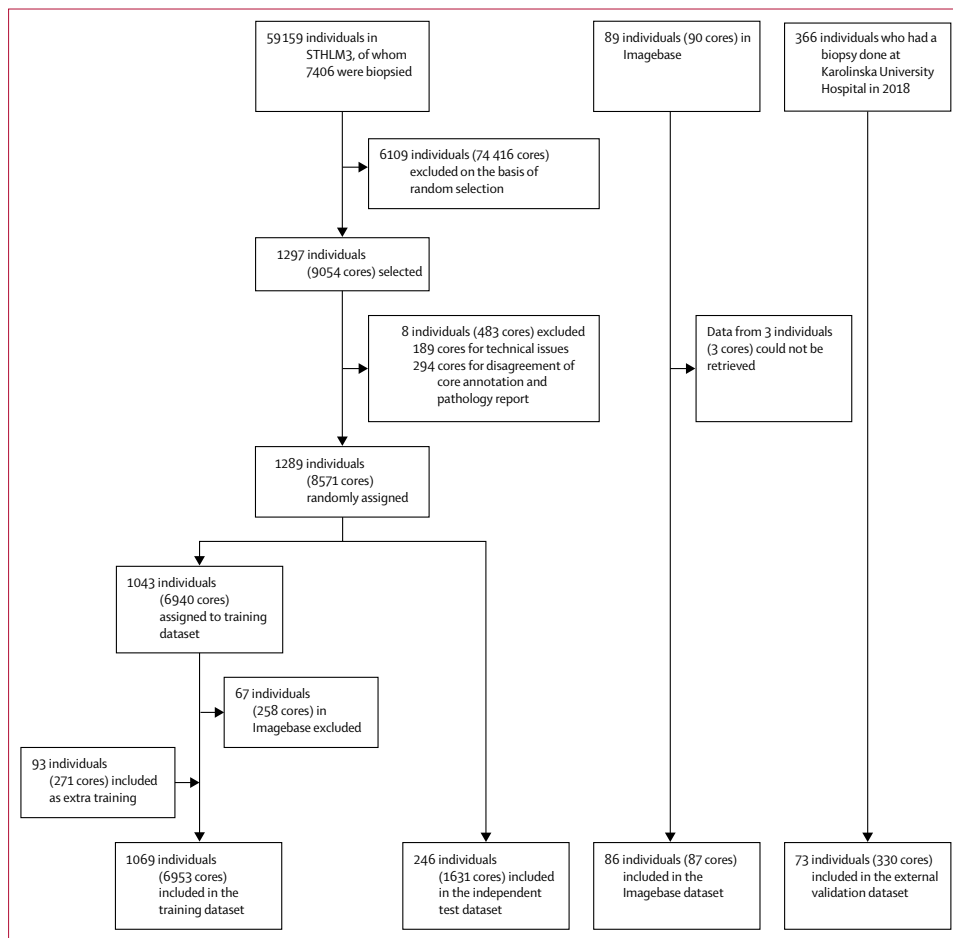 59 159 individuals in
STHLM3, of whom
7406 were biopsied
89 individuals (90 cores) in
Imagebase
366 individuals who had a
biopsy done at
Karolinska University
Hospital in 2018
6109 individuals (74 416 cores)
excluded on the basis of
random selection
1297 individuals
(9054 cores) selected
8 individuals (483 cores) excluded
189 cores for technical issues
294 cores for disagreement of
core annotation and
pathology report
Data from 3 individuals
(3 cores) could not be
retrieved
1289 individuals
(8571 cores)
randomly assigned
1043 individuals
(6940 cores)
assigned to training
dataset
67 individuals
(258 cores) in
Imagebase excluded
93 individuals
(271 cores) included
as extra training
1069 individuals
(6953 cores)
included in the
training dataset
246 individuals
(1631 cores) included
in the independent
test dataset
86 individuals (87 cores)
included in the
Imagebase dataset
73 individuals (330 cores)
included in the external
validation dataset